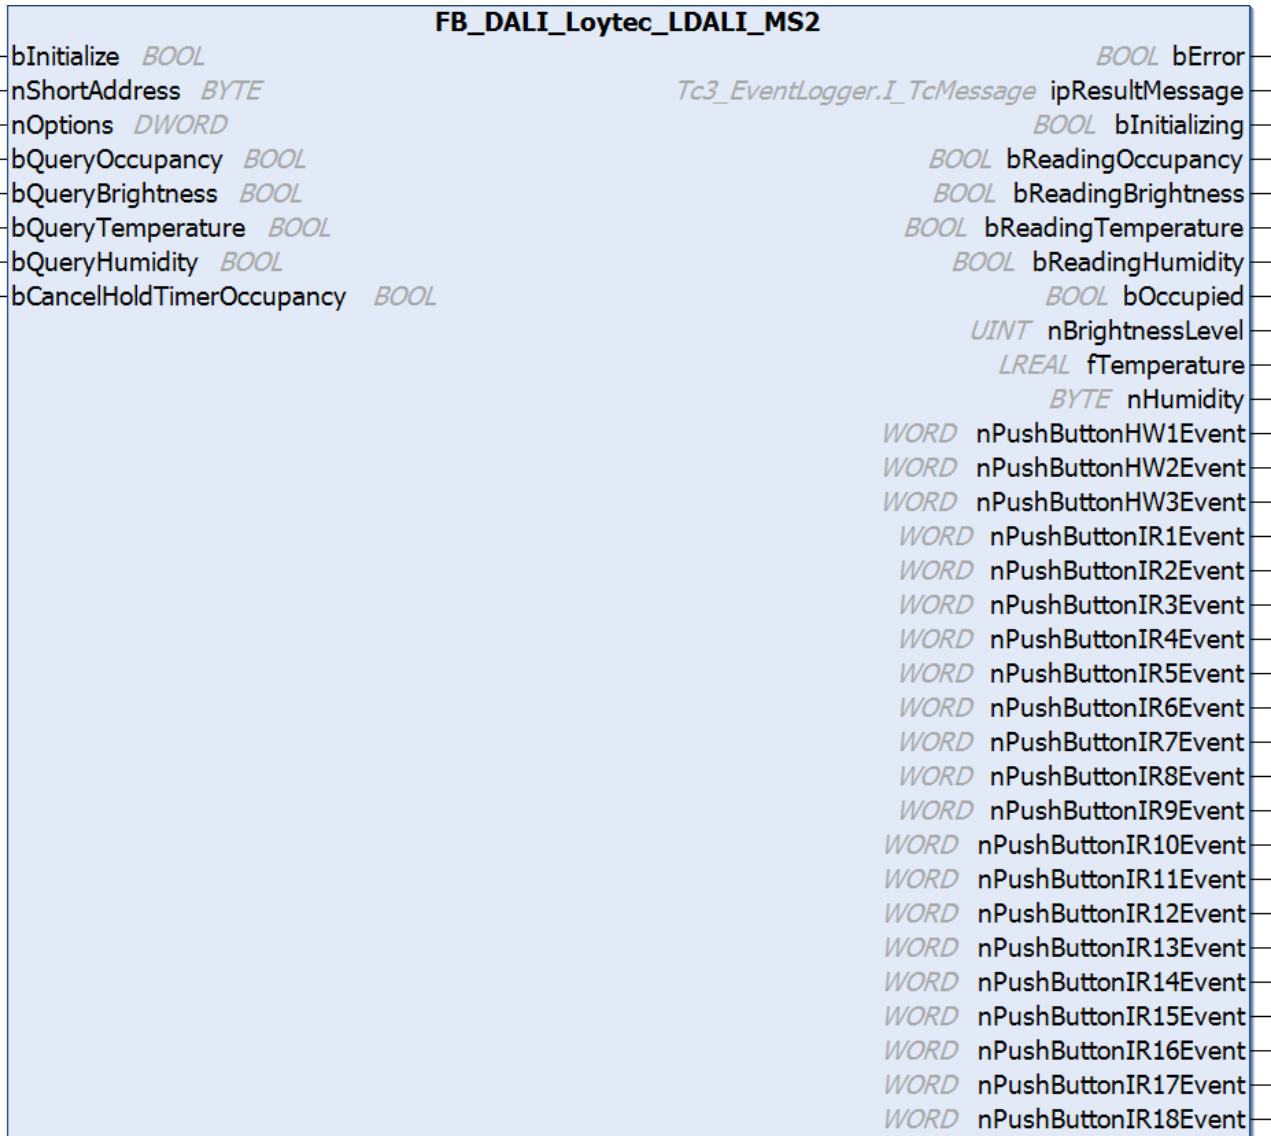 FB_DALI_Loytec_LDALI_MS2
bInitialize BOOL BOOL bError
nShortAddress BYTE Tc3_EventLogger.I_TcMessage ipResultMessage
nOptions DWORD BOOL bInitializing
bQueryOccupancy BOOL BOOL bReadingOccupancy
bQueryBrightness BOOL BOOL bReadingBrightness
bQueryTemperature BOOL BOOL bReadingTemperature
bQueryHumidity BOOL BOOL bReadingHumidity
bCancelHoldTimerOccupancy BOOL BOOL bOccupied
UINT nBrightnessLevel
LREAL fTemperature
BYTE nHumidity
WORD nPushButtonHW1Event
WORD nPushButtonHW2Event
WORD nPushButtonHW3Event
WORD nPushButtonIR1Event
WORD nPushButtonIR2Event
WORD nPushButtonIR3Event
WORD nPushButtonIR4Event
WORD nPushButtonIR5Event
WORD nPushButtonIR6Event
WORD nPushButtonIR7Event
WORD nPushButtonIR8Event
WORD nPushButtonIR9Event
WORD nPushButtonIR10Event
WORD nPushButtonIR11Event
WORD nPushButtonIR12Event
WORD nPushButtonIR13Event
WORD nPushButtonIR14Event
WORD nPushButtonIR15Event
WORD nPushButtonIR16Event
WORD nPushButtonIR17Event
WORD nPushButtonIR18Event